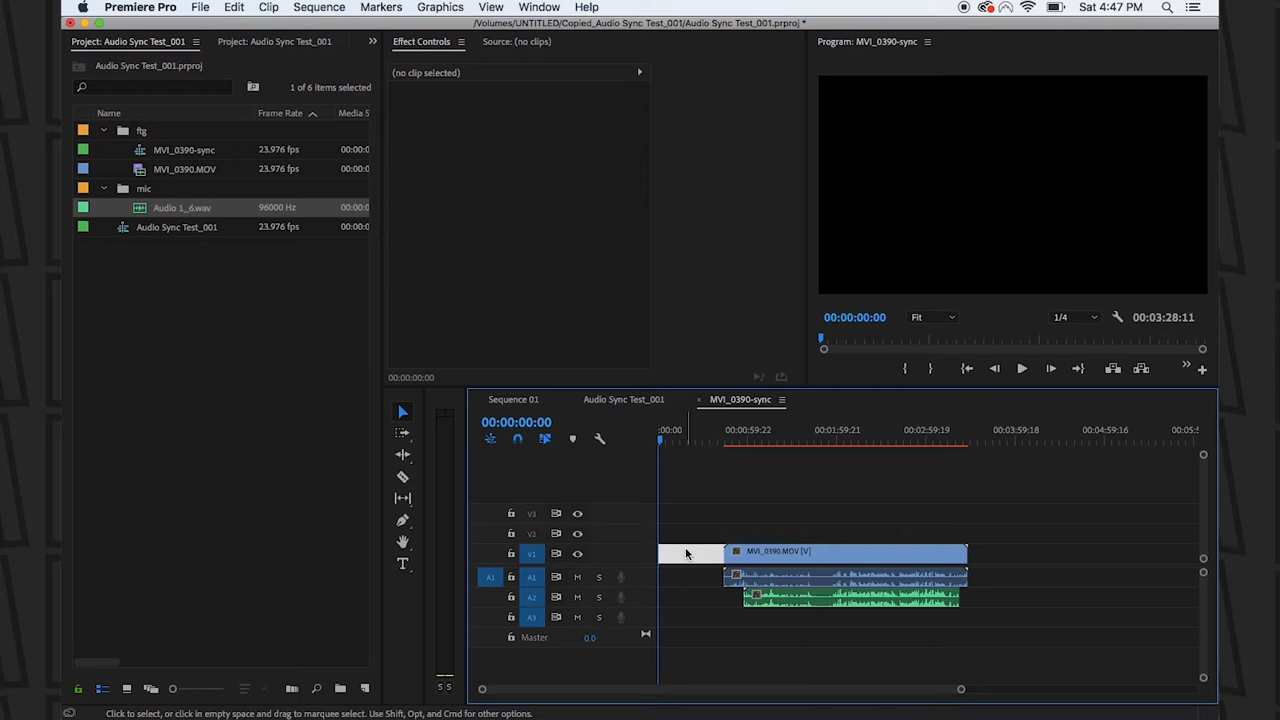 Premiere Pro File Edit Clip Sequence Markers Graphics View Window Help Sat 4:47 PM
/Volumes/UNTITLED/Copied_Audio Sync Test_001/Audio Sync Test_001.prproj *
Project: Audio Sync Test_001 Project: Audio Sync Test_001 Effect Controls Source: (no clips) Program: MVI_0390-sync
Audio Sync Test_001.prproj
(no clip selected)
1 of 6 items selected
Name Frame Rate Media S
ftg
MVI_0390-sync 23.976 fps 00:00:0
MVI_0390.MOV 23.976 fps 00:00:0
mic
Audio 1_6.wav 96000 Hz 00:00:0
Audio Sync Test_001 23.976 fps 00:00:0
00:00:00:00 Fit 1/4 00:03:28:11
00:00:00:00
Sequence 01 Audio Sync Test_001 × MVI_0390-sync
00:00:00:00
:00:00 00:00:59:22 00:01:59:21 00:02:59:19 00:03:59:18 00:04:59:16 00:05:5
V3
V2
V1 MVI_0390.MOV [V]
A1 A1 M S
A2 M S
A3 M S
Master 0.0
S S
Click to select, or click in empty space and drag to marquee select. Use Shift, Opt, and Cmd for other options.